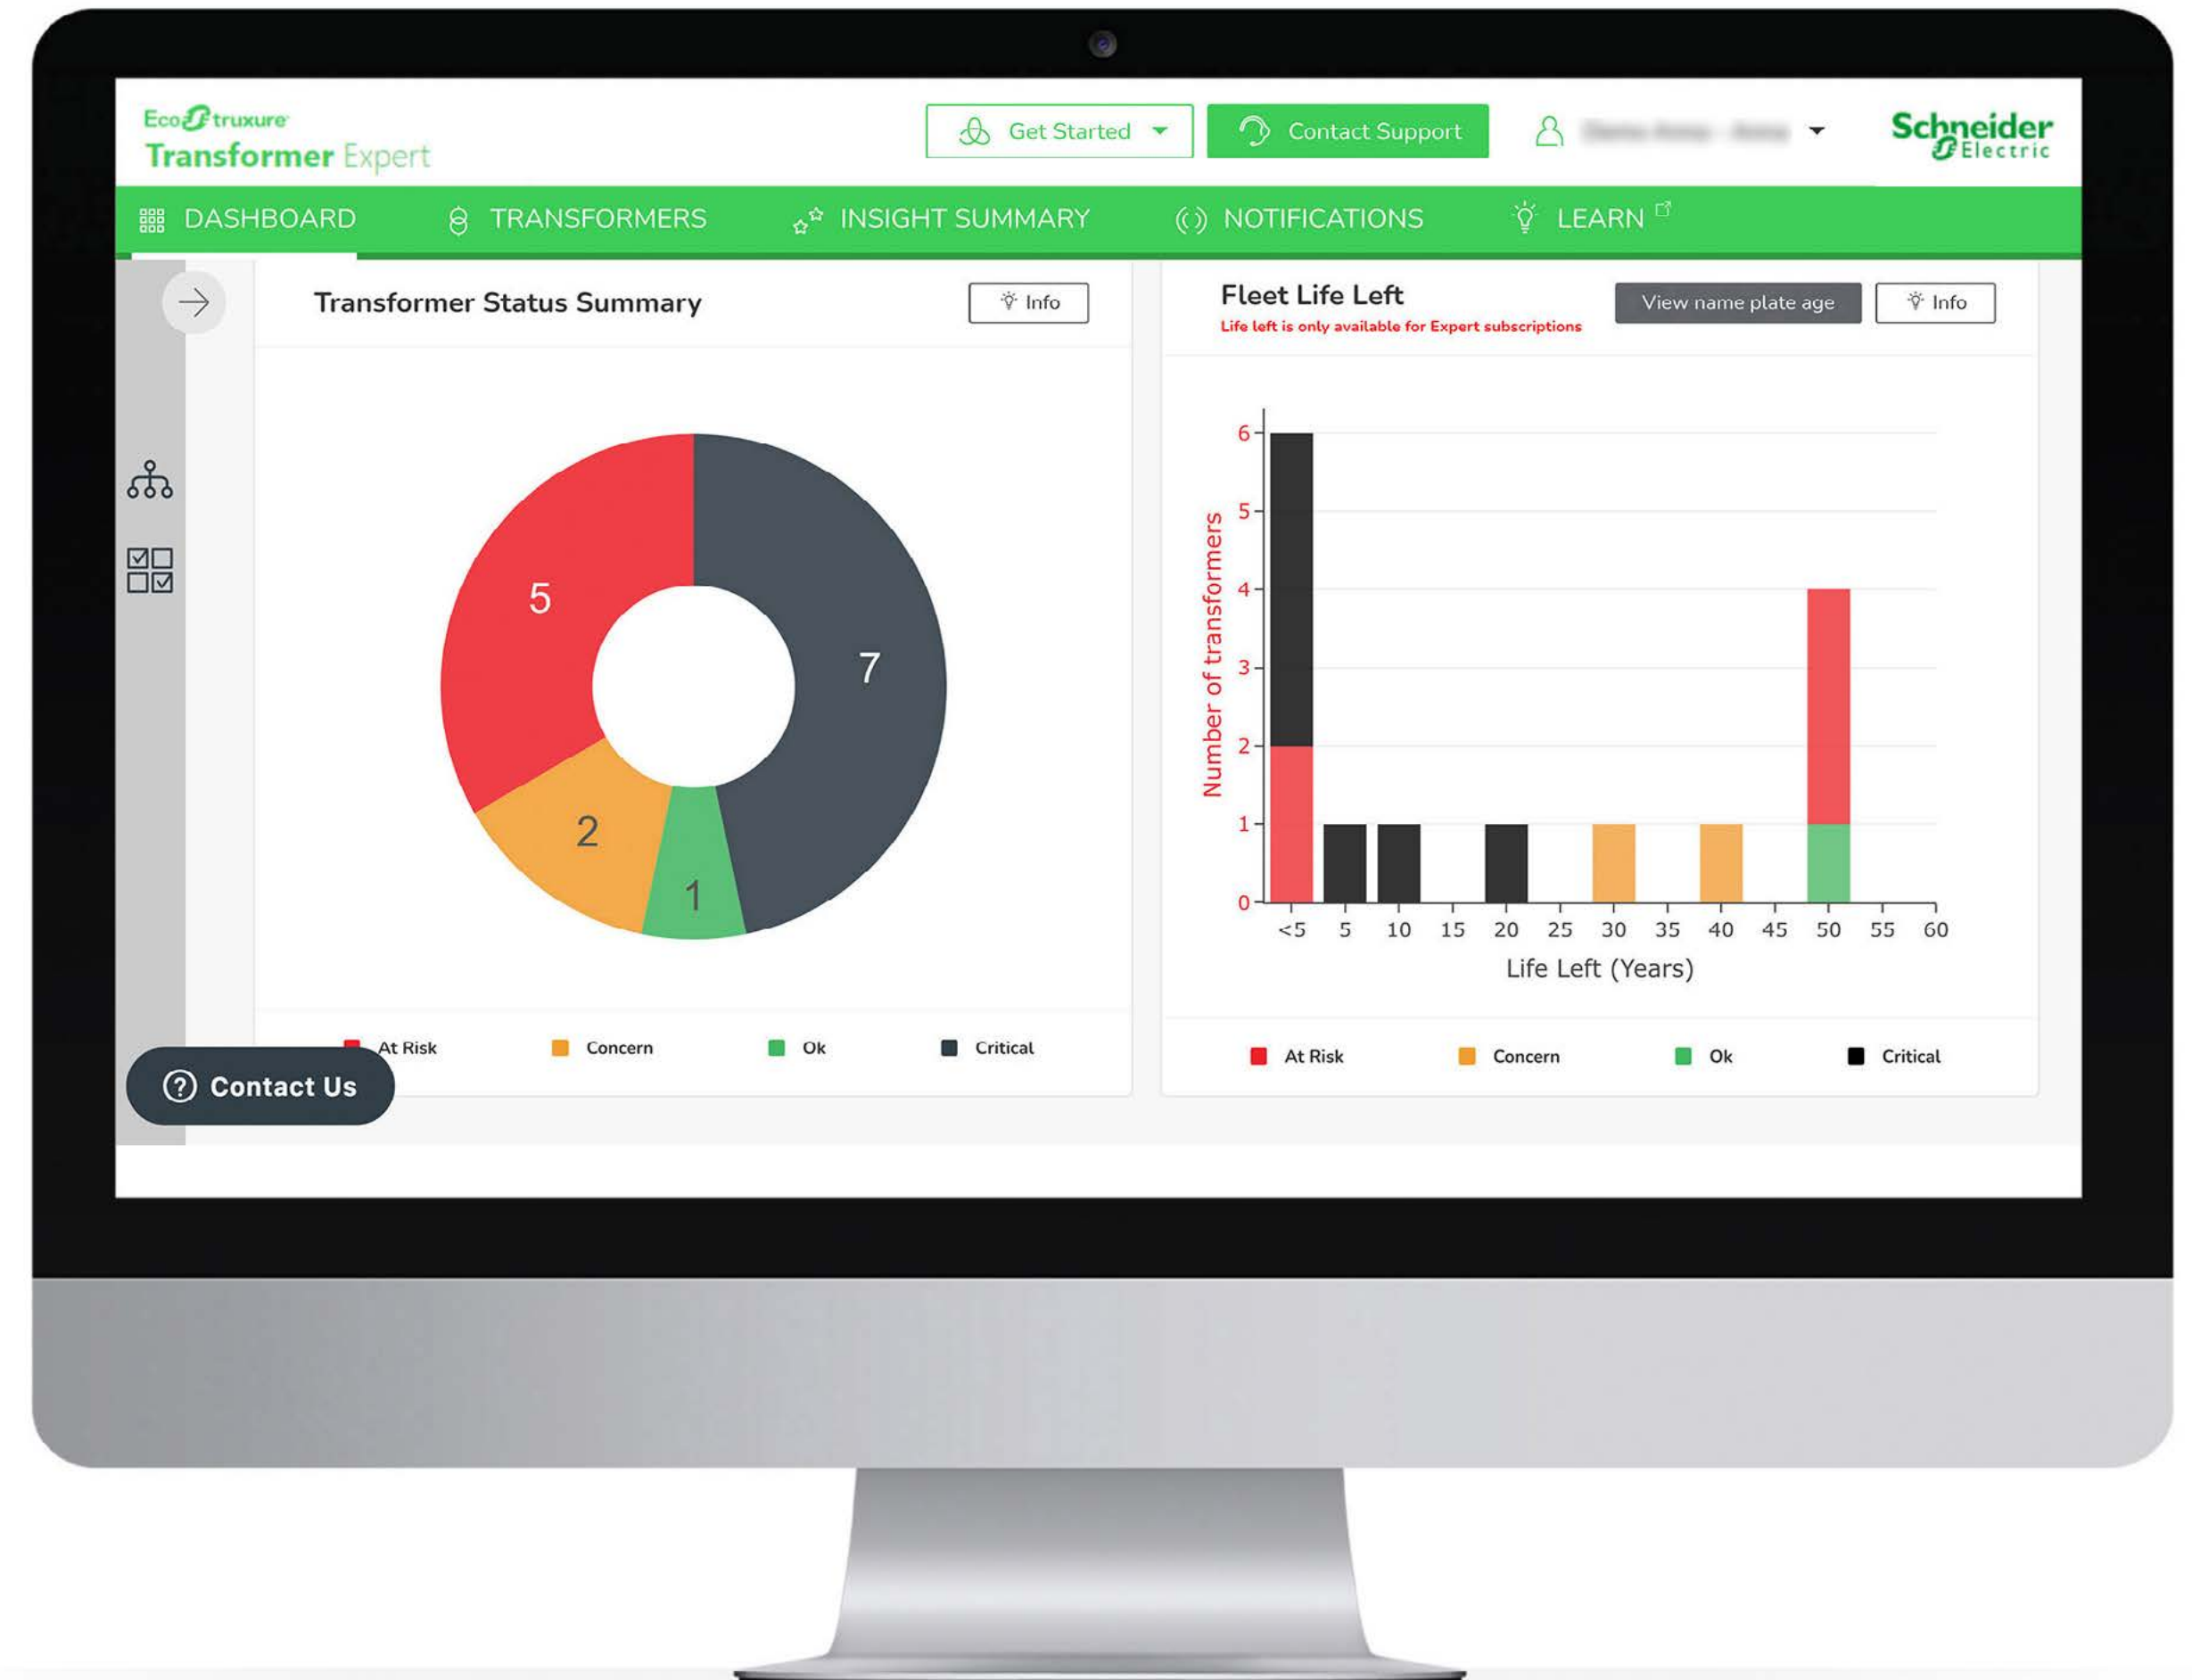 EcoStruxure
Transformer Expert
Get Started
Contact Support
Schneider
Electric
DASHBOARD
TRANSFORMERS
INSIGHT SUMMARY
NOTIFICATIONS
LEARN
Transformer Status Summary
Info
5
7
2
1
At Risk
Concern
Ok
Critical
Contact Us
Fleet Life Left
Life left is only available for Expert subscriptions
View name plate age
Info
Number of transformers
6
5
4
3
2
1
0
<5 5 10 15 20 25 30 35 40 45 50 55 60
Life Left (Years)
At Risk
Concern
Ok
Critical